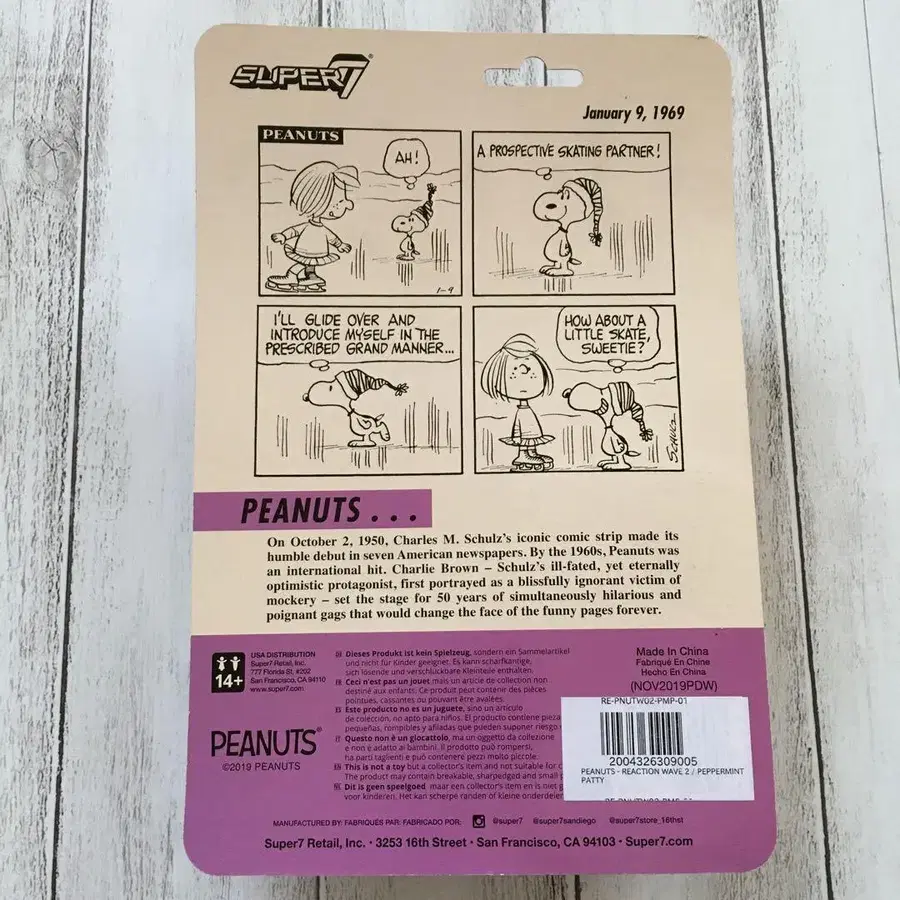 SUPER7®
January 9, 1969
PEANUTS
AH!
1-9
A PROSPECTIVE SKATING PARTNER!
I'LL GLIDE OVER AND
INTRODUCE MYSELF IN THE
PRESCRIBED GRAND MANNER...
HOW ABOUT A
LITTLE SKATE,
SWEETIE?
SCHULZ
PEANUTS . . .
On October 2, 1950, Charles M. Schulz's iconic comic strip made its
humble debut in seven American newspapers. By the 1960s, Peanuts was
an international hit. Charlie Brown – Schulz's ill-fated, yet eternally
optimistic protagonist, first portrayed as a blissfully ignorant victim of
mockery – set the stage for 50 years of simultaneously hilarious and
poignant gags that would change the face of the funny pages forever.
14+
USA DISTRIBUTION
Super7 Retail, Inc.
777 Florida St. #202
San Francisco, CA 94110
www.super7.com
PEANUTS®
©2019 PEANUTS
Dieses Produkt ist kein Spielzeug, sondern ein Sammelartikel
und nicht für Kinder geeignet. Es kann scharfkantige,
sich lösende und verschluckbare Kleinteile enthalten.
Ceci n'est pas un jouet mais un article de collection non
destiné aux enfants. Ce produit peut contenir des pièces
pointues, cassantes ou pouvant être avalées.
Este producto no es un juguete, sino un artículo
de colección, no apto para niños. El producto contiene pieza
pequeñas, rompibles y afiladas que pueden suponer riesgo
Questo non è un giocattolo, ma un oggetto da collezione
e non è adatto ai bambini. Il prodotto può rompersi,
ha parti taglienti e può contenere pezzi molto piccole.
This is not a toy but a collector's item and not suitable for c
The product may contain breakable, sharpedged and small p
Dit is geen speelgoed maar een collector's item en is niet g
voor kinderen. Het kan scherpe randen of kleine onderdelen
Made In China
Fabriqué En Chine
Hecho En China
(NOV2019PDW)
RE-PNUTW02-PMP-01
2004326309005
PEANUTS - REACTION WAVE 2 / PEPPERMINT
PATTY
MANUFACTURED BY: FABRIQUÉS PAR: FABRICADO POR: @super7 @super7sandiego @super7store_16thst
Super7 Retail, Inc. • 3253 16th Street • San Francisco, CA 94103 • Super7.com